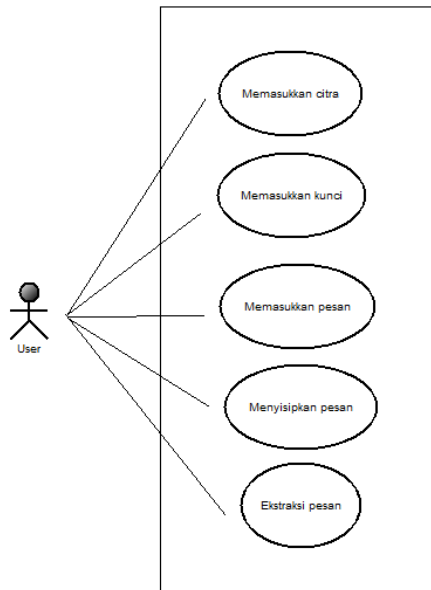 Memasukkan citra
Memasukkan kunci
Memasukkan pesan
User
Menyisipkan pesan
Ekstraksi pesan